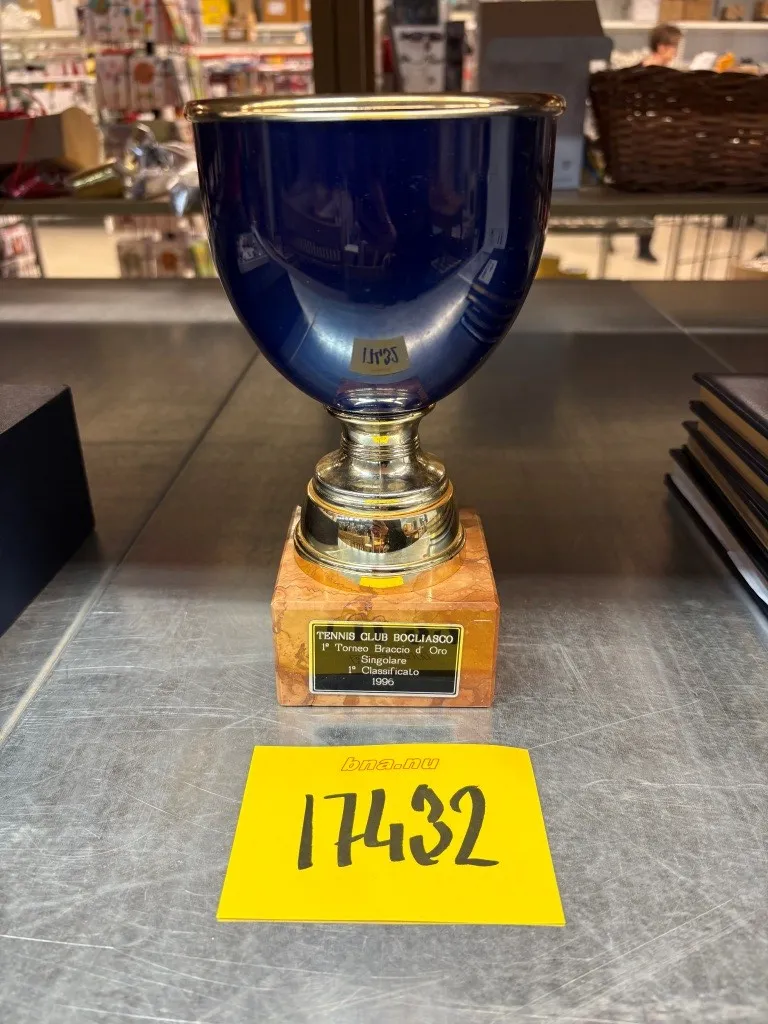 TENNIS CLUB BOGLIASCO
1° Torneo Braccio d' Oro
Singolare
1° Classificato
1996
bna.nu
17432